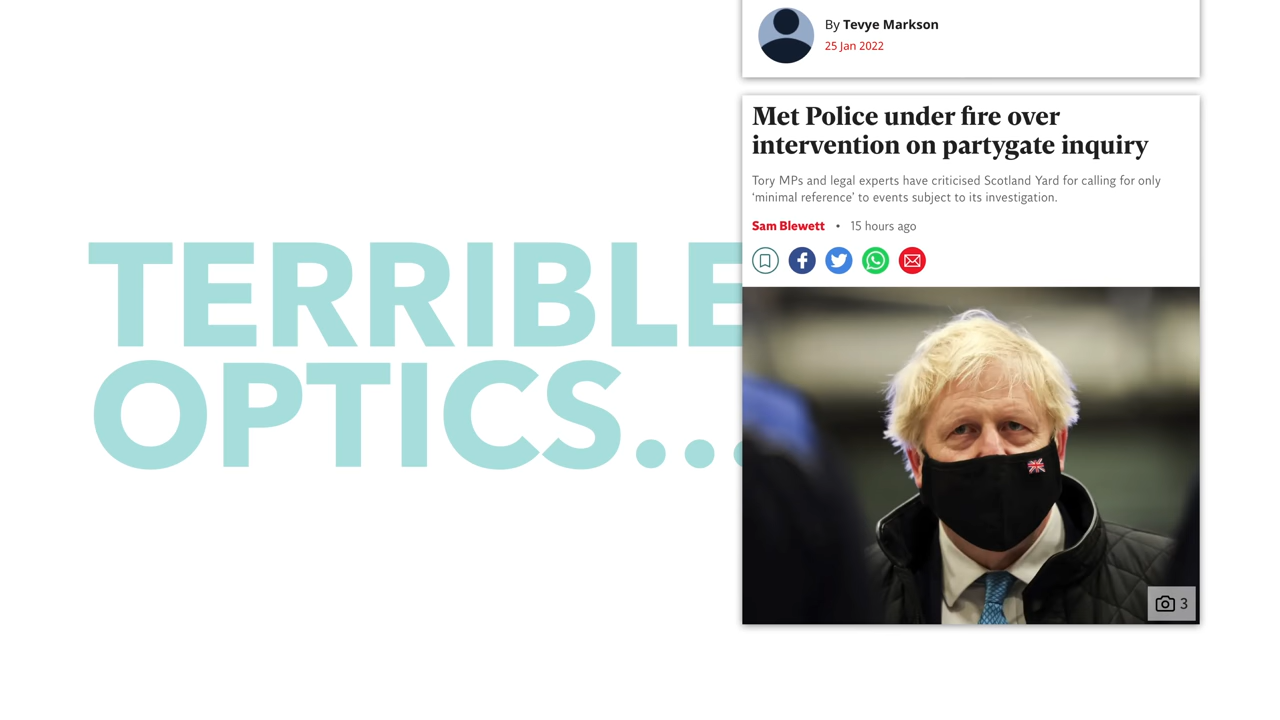 By Tevye Markson
25 Jan 2022
Met Police under fire over
intervention on partygate inquiry
Tory MPs and legal experts have criticised Scotland Yard for calling for only
‘minimal reference’ to events subject to its investigation.
Sam Blewett • 15 hours ago
TERRIBLE
OPTICS...
3